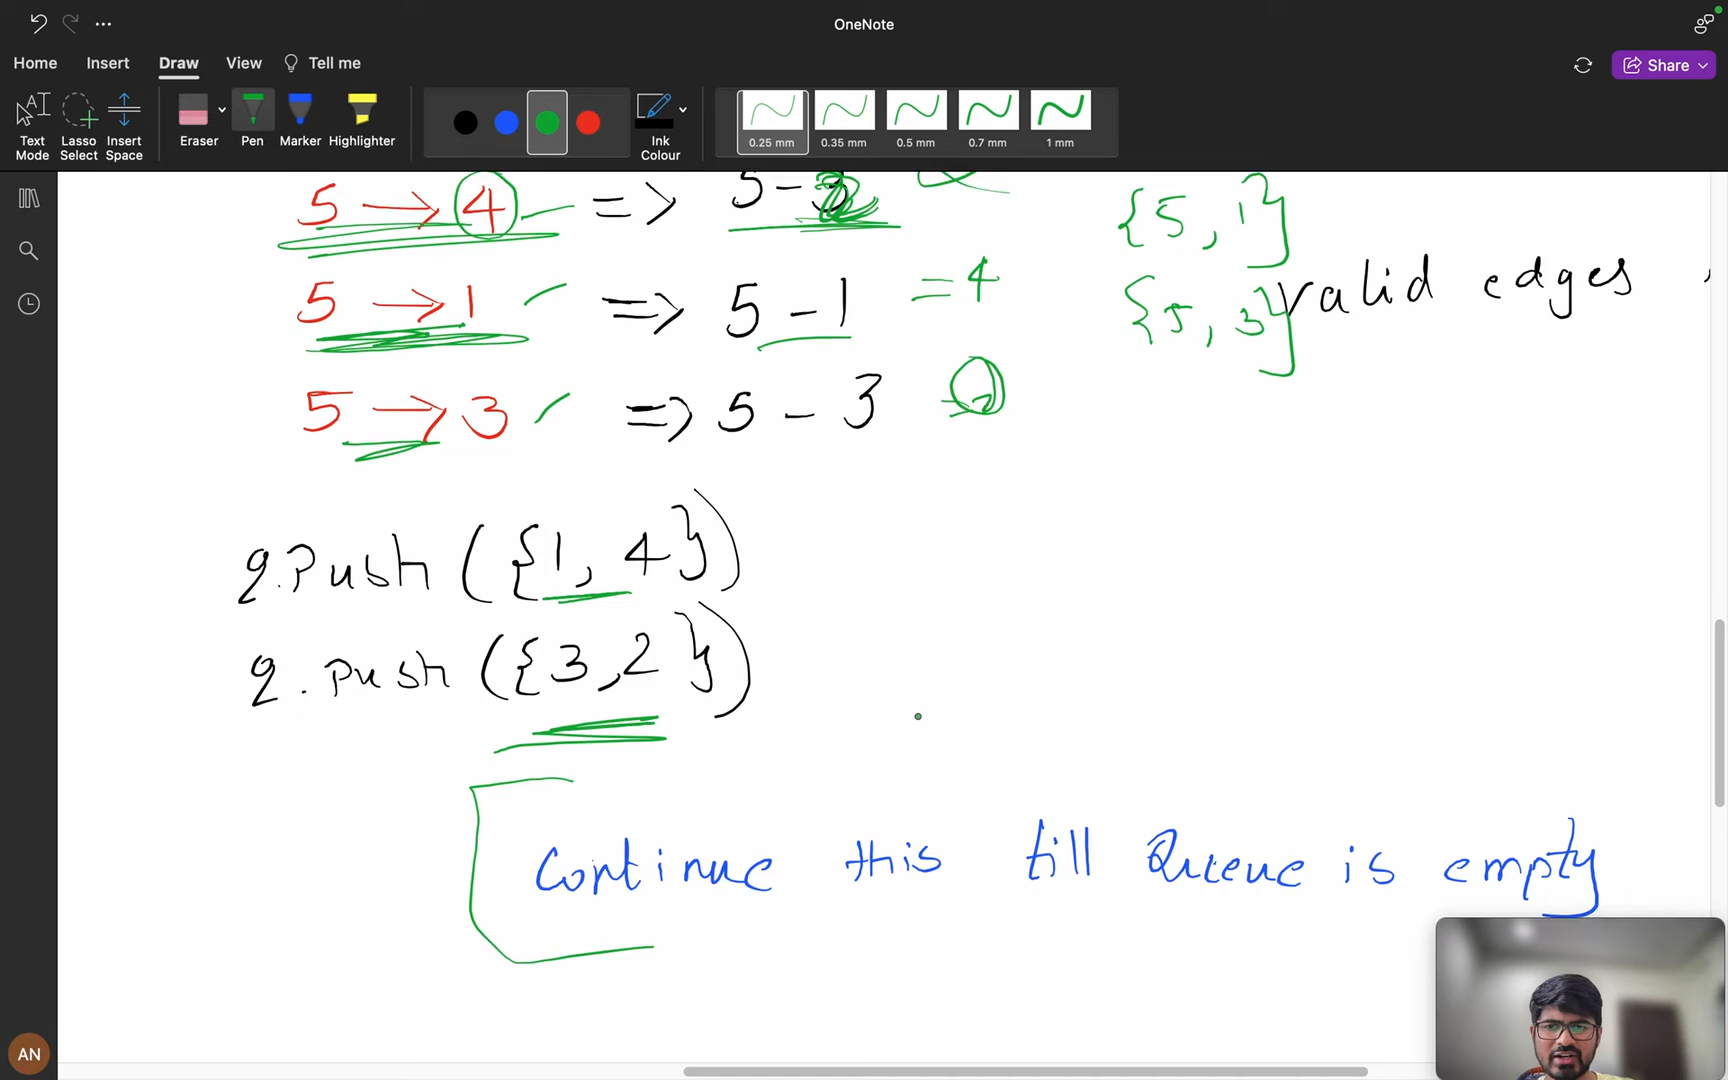 OneNote
Home Insert Draw View Tell me
Share
Text Mode
Lasso Select
Insert Space
Eraser
Pen
Marker
Highlighter
Ink Colour
0.25 mm
0.35 mm
0.5 mm
0.7 mm
1 mm
5 → 4 => 5 -
{5, 1}
5 → 1 => 5 - 1 = 4
{5, 3}
valid edges
5 → 3 => 5 - 3
q.Push ({1, 4})
q.push ({3,2})
Continue this till Queue is empty
AN